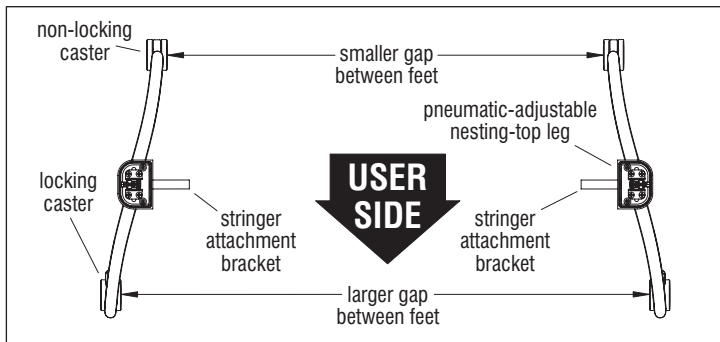 non-locking
caster
smaller gap
between feet
pneumatic-adjustable
nesting-top leg
locking
caster
USER
SIDE
stringer
attachment
bracket
stringer
attachment
bracket
larger gap
between feet